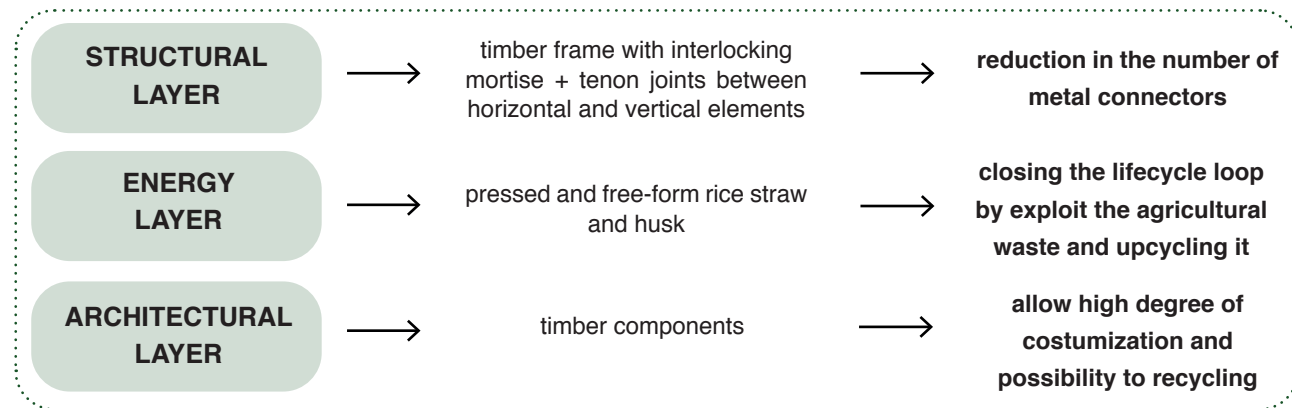 STRUCTURAL
LAYER
timber frame with interlocking
mortise + tenon joints between
horizontal and vertical elements
reduction in the number of
metal connectors
ENERGY
LAYER
pressed and free-form rice straw
and husk
closing the lifecycle loop
by exploit the agricultural
waste and upcycling it
ARCHITECTURAL
LAYER
timber components
allow high degree of
costumization and
possibility to recycling